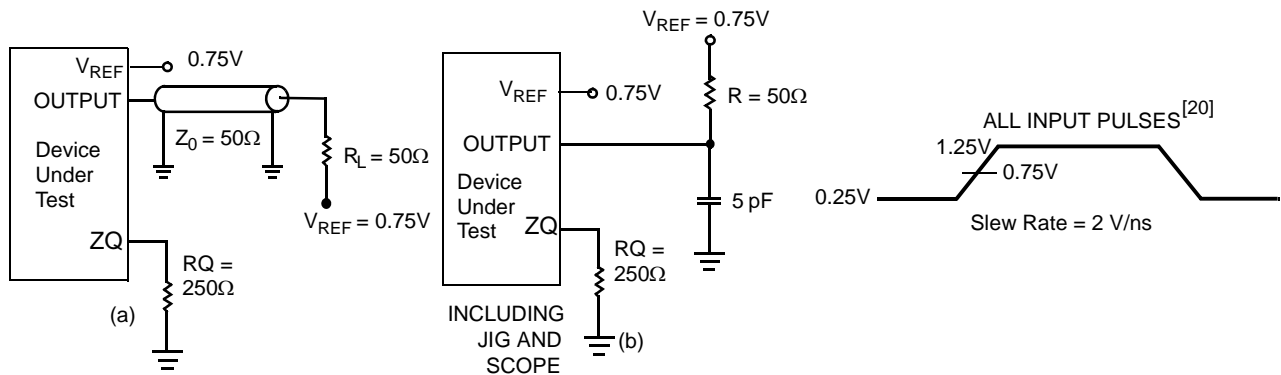 V_REF
0.75V
OUTPUT
Z_0 = 50Ω
Device
Under
Test
R_L = 50Ω
V_REF = 0.75V
ZQ
RQ =
250Ω
(a)
V_REF = 0.75V
R = 50Ω
V_REF
0.75V
OUTPUT
Device
Under
Test
5 pF
ZQ
RQ =
250Ω
INCLUDING
JIG AND
SCOPE
(b)
ALL INPUT PULSES[20]
1.25V
0.75V
0.25V
Slew Rate = 2 V/ns